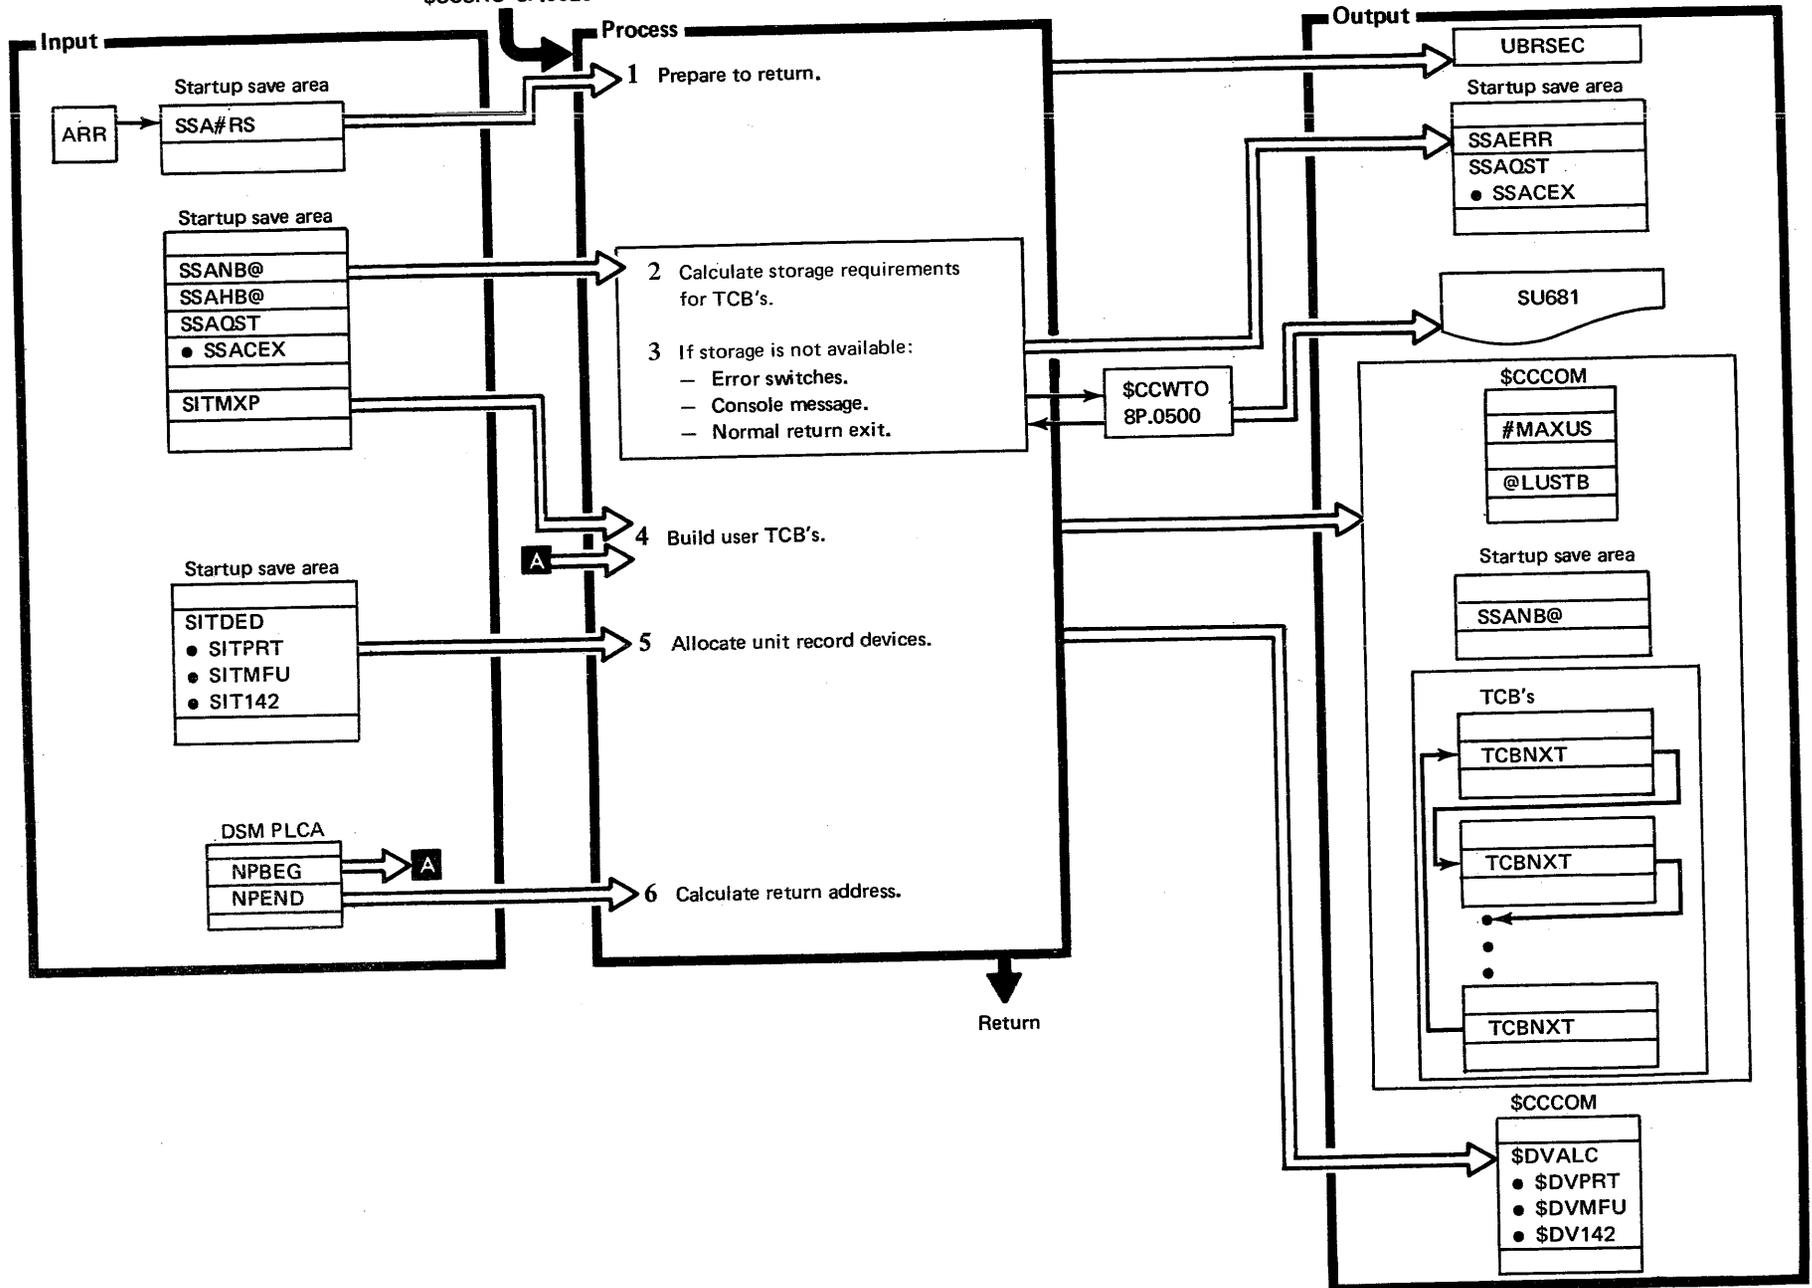 Input
Startup save area
ARR
SSA#RS
Startup save area
SSANB@
SSAHB@
SSAQST
• SSACEX
SITMXP
Startup save area
SITDED
• SITPRT
• SITMFU
• SIT142
DSM PLCA
NPBEG
A
NPEND
Process
1 Prepare to return.
2 Calculate storage requirements
for TCB's.
3 If storage is not available:
— Error switches.
— Console message.
— Normal return exit.
$CCWTO
8P.0500
4 Build user TCB's.
A
5 Allocate unit record devices.
6 Calculate return address.
Return
Output
UBRSEC
Startup save area
SSAERR
SSAQST
• SSACEX
SU681
$CCCOM
#MAXUS
@LUSTB
Startup save area
SSANB@
TCB's
TCBNXT
TCBNXT
TCBNXT
$CCCOM
$DVALC
• $DVPRT
• $DVMFU
• $DV142